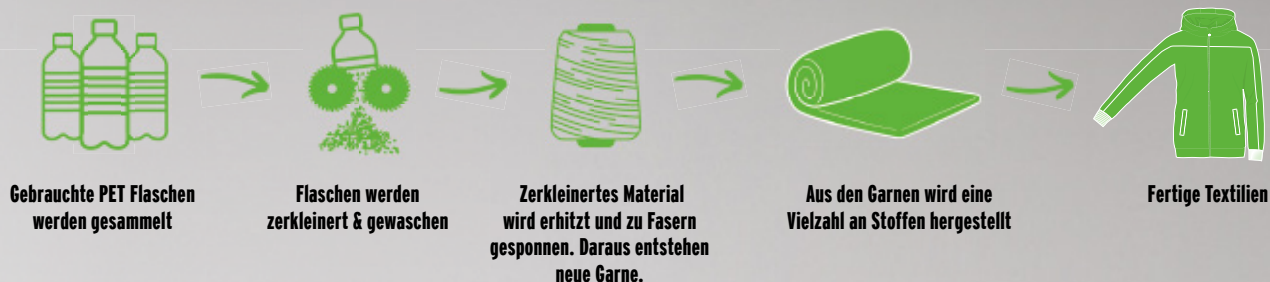 Gebrauchte PET Flaschen
werden gesammelt
Flaschen werden
zerkleinert & gewaschen
Zerkleinertes Material
wird erhitzt und zu Fasern
gesponnen. Daraus entstehen
neue Garne.
Aus den Garnen wird eine
Vielzahl an Stoffen hergestellt
Fertige Textilien